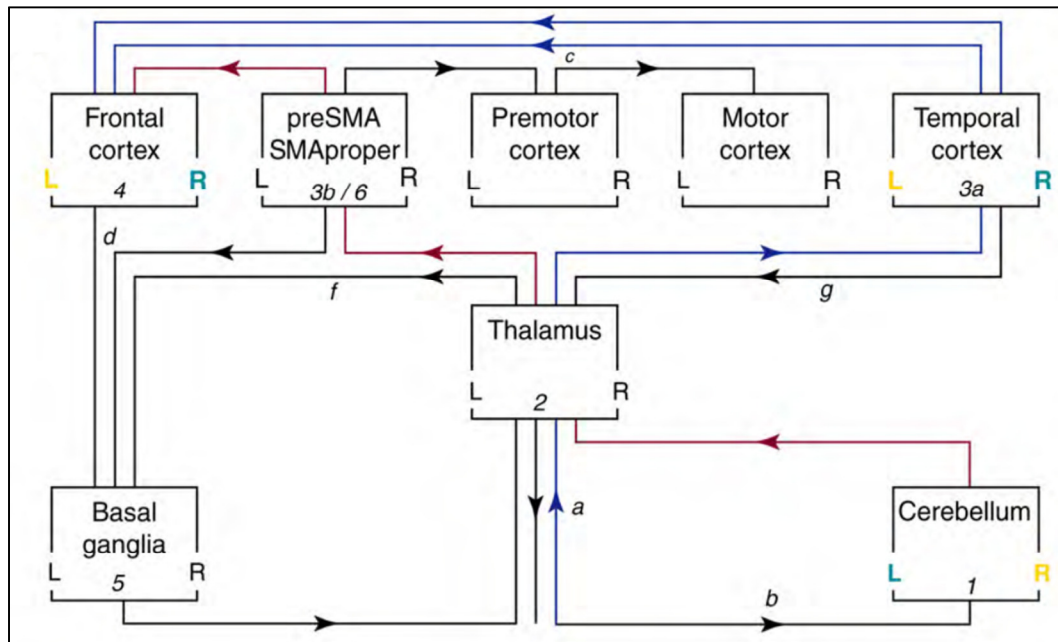 c
Frontal
cortex
L R
4
preSMA
SMAproper
L R
3b / 6
Premotor
cortex
L R
Motor
cortex
L R
Temporal
cortex
L R
3a
d
f
g
Thalamus
L R
2
a
b
Basal
ganglia
L R
5
Cerebellum
L R
1